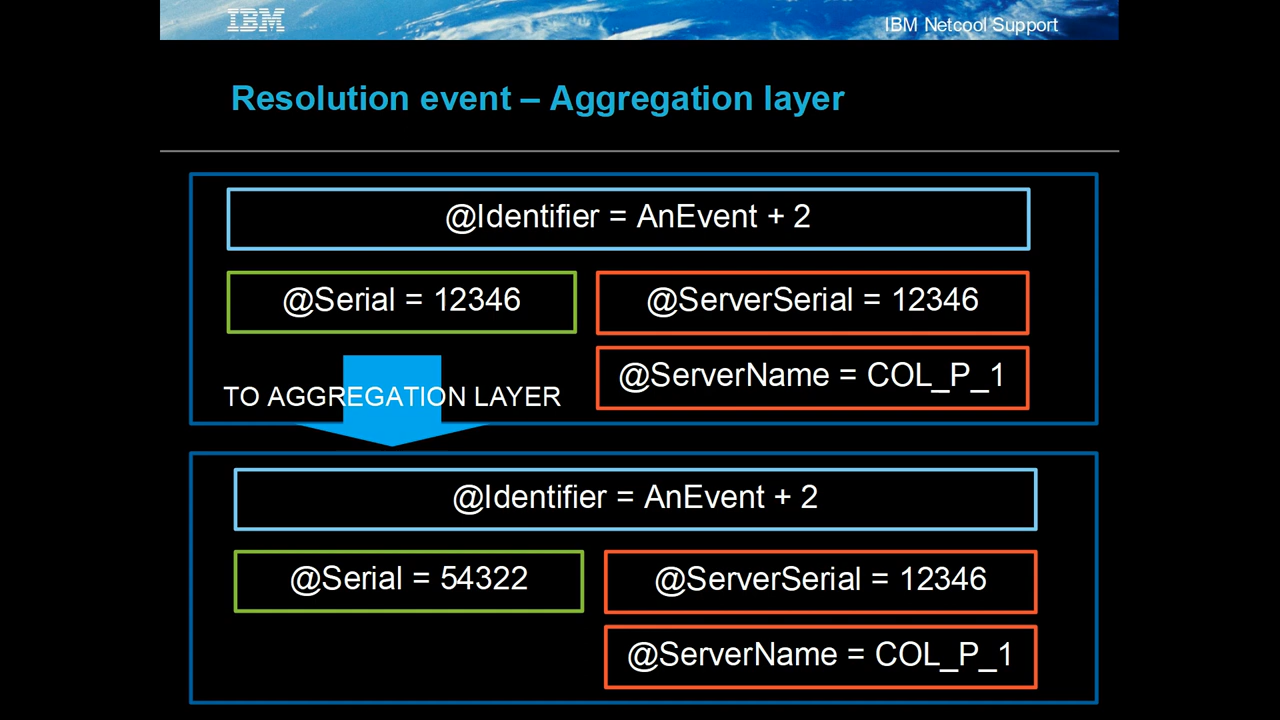 IBM
IBM Netcool Support
Resolution event – Aggregation layer
@Identifier = AnEvent + 2
@Serial = 12346
@ServerSerial = 12346
@ServerName = COL_P_1
TO AGGREGATION LAYER
@Identifier = AnEvent + 2
@Serial = 54322
@ServerSerial = 12346
@ServerName = COL_P_1